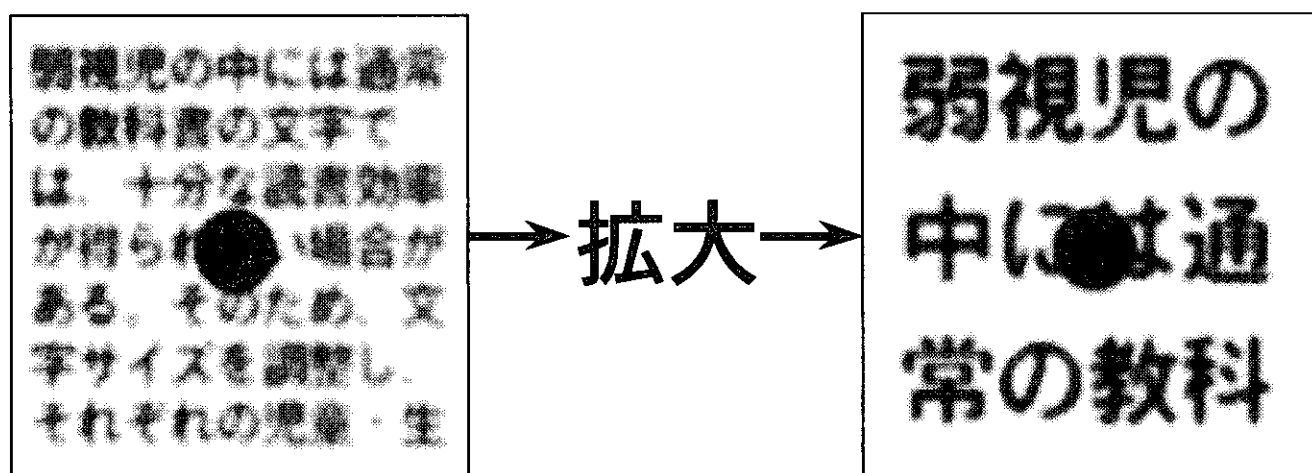 弱視児の中には通常
の教科書の文字で
は、十分な読書効率
が得られ い場合が
ある。そのため、文
字サイズを調整し、
それぞれの児童・生
拡大
弱視児の
中に は通
常の教科